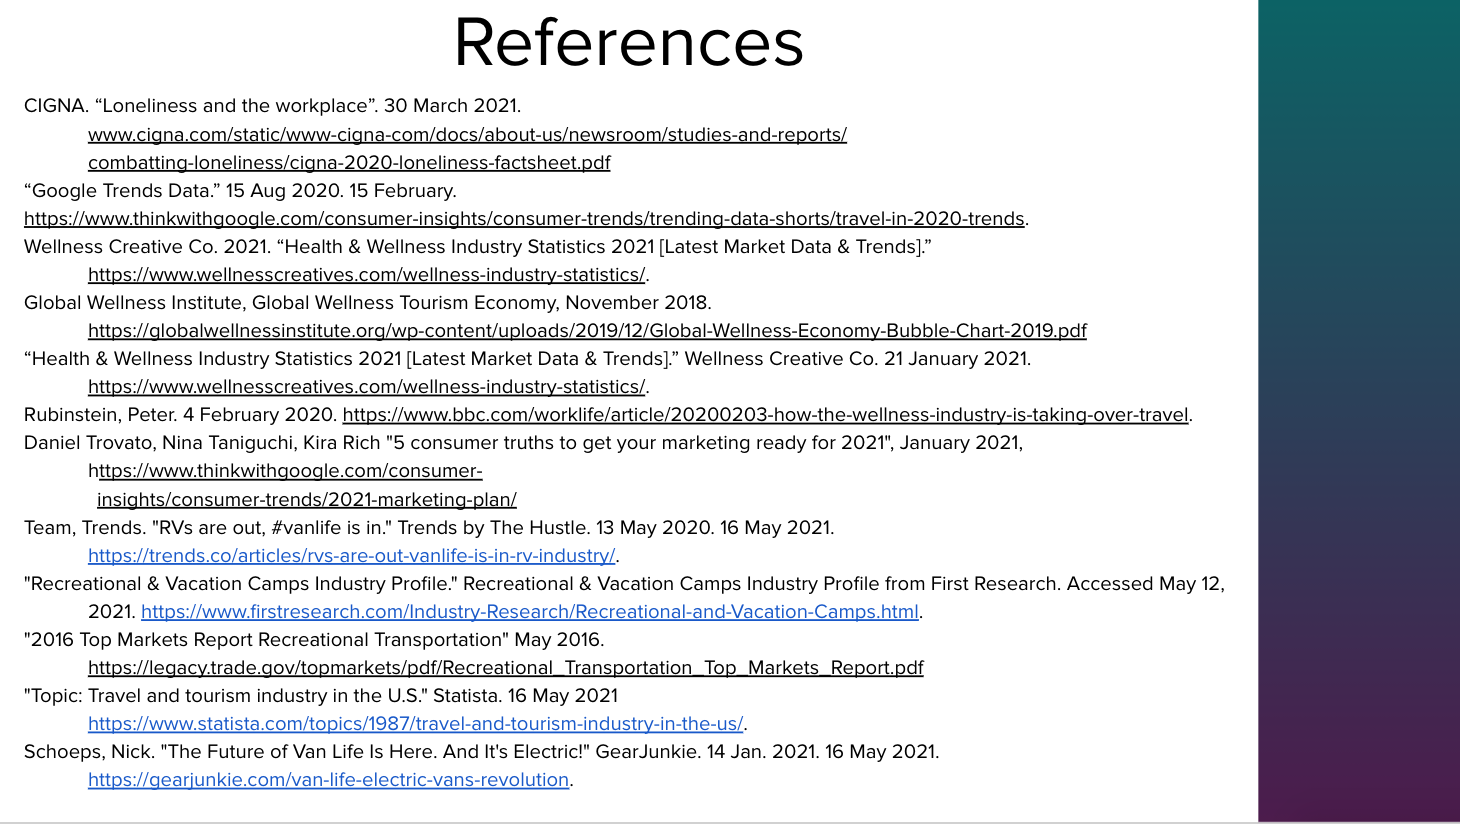 References
CIGNA. “Loneliness and the workplace”. 30 March 2021.
www.cigna.com/static/www-cigna-com/docs/about-us/newsroom/studies-and-reports/
combatting-loneliness/cigna-2020-loneliness-factsheet.pdf
“Google Trends Data.” 15 Aug 2020. 15 February.
https://www.thinkwithgoogle.com/consumer-insights/consumer-trends/trending-data-shorts/travel-in-2020-trends.
Wellness Creative Co. 2021. “Health & Wellness Industry Statistics 2021 [Latest Market Data & Trends].”
https://www.wellnesscreatives.com/wellness-industry-statistics/.
Global Wellness Institute, Global Wellness Tourism Economy, November 2018.
https://globalwellnessinstitute.org/wp-content/uploads/2019/12/Global-Wellness-Economy-Bubble-Chart-2019.pdf
“Health & Wellness Industry Statistics 2021 [Latest Market Data & Trends].” Wellness Creative Co. 21 January 2021.
https://www.wellnesscreatives.com/wellness-industry-statistics/.
Rubinstein, Peter. 4 February 2020. https://www.bbc.com/worklife/article/20200203-how-the-wellness-industry-is-taking-over-travel.
Daniel Trovato, Nina Taniguchi, Kira Rich "5 consumer truths to get your marketing ready for 2021", January 2021,
https://www.thinkwithgoogle.com/consumer-
insights/consumer-trends/2021-marketing-plan/
Team, Trends. "RVs are out, #vanlife is in." Trends by The Hustle. 13 May 2020. 16 May 2021.
https://trends.co/articles/rvs-are-out-vanlife-is-in-rv-industry/.
"Recreational & Vacation Camps Industry Profile." Recreational & Vacation Camps Industry Profile from First Research. Accessed May 12,
2021. https://www.firstresearch.com/Industry-Research/Recreational-and-Vacation-Camps.html.
"2016 Top Markets Report Recreational Transportation" May 2016.
https://legacy.trade.gov/topmarkets/pdf/Recreational_Transportation_Top_Markets_Report.pdf
"Topic: Travel and tourism industry in the U.S." Statista. 16 May 2021
https://www.statista.com/topics/1987/travel-and-tourism-industry-in-the-us/.
Schoeps, Nick. "The Future of Van Life Is Here. And It's Electric!" GearJunkie. 14 Jan. 2021. 16 May 2021.
https://gearjunkie.com/van-life-electric-vans-revolution.